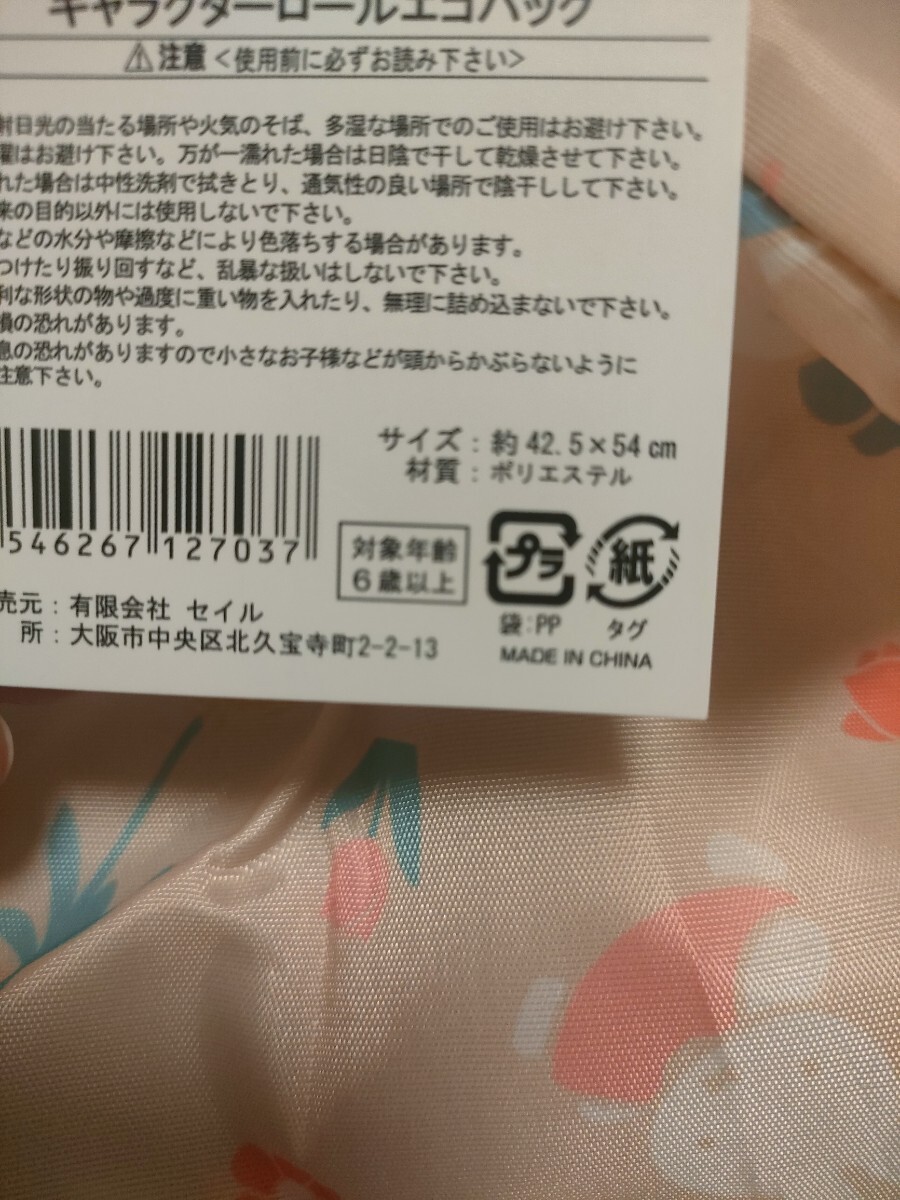 キャラクターロールエコバッグ
⚠注意<使用前に必ずお読み下さい>
射日光の当たる場所や火気のそば、多湿な場所でのご使用はお避け下さい。
濯はお避け下さい。万が一濡れた場合は日陰で干して乾燥させて下さい。
れた場合は中性洗剤で拭きとり、通気性の良い場所で陰干しして下さい。
来の目的以外には使用しないで下さい。
などの水分や摩擦などにより色落ちする場合があります。
つけたり振り回すなど、乱暴な扱いはしないで下さい。
利な形状の物や過度に重い物を入れたり、無理に詰め込まないで下さい。
損の恐れがあります。
息の恐れがありますので小さなお子様などが頭からかぶらないように
注意下さい。
サイズ：約42.5×54cm
材質：ポリエステル
546267 127037
対象年齢
6歳以上
プラ
紙
袋:PP
タグ
売元：有限会社 セイル
所：大阪市中央区北久宝寺町2-2-13
MADE IN CHINA